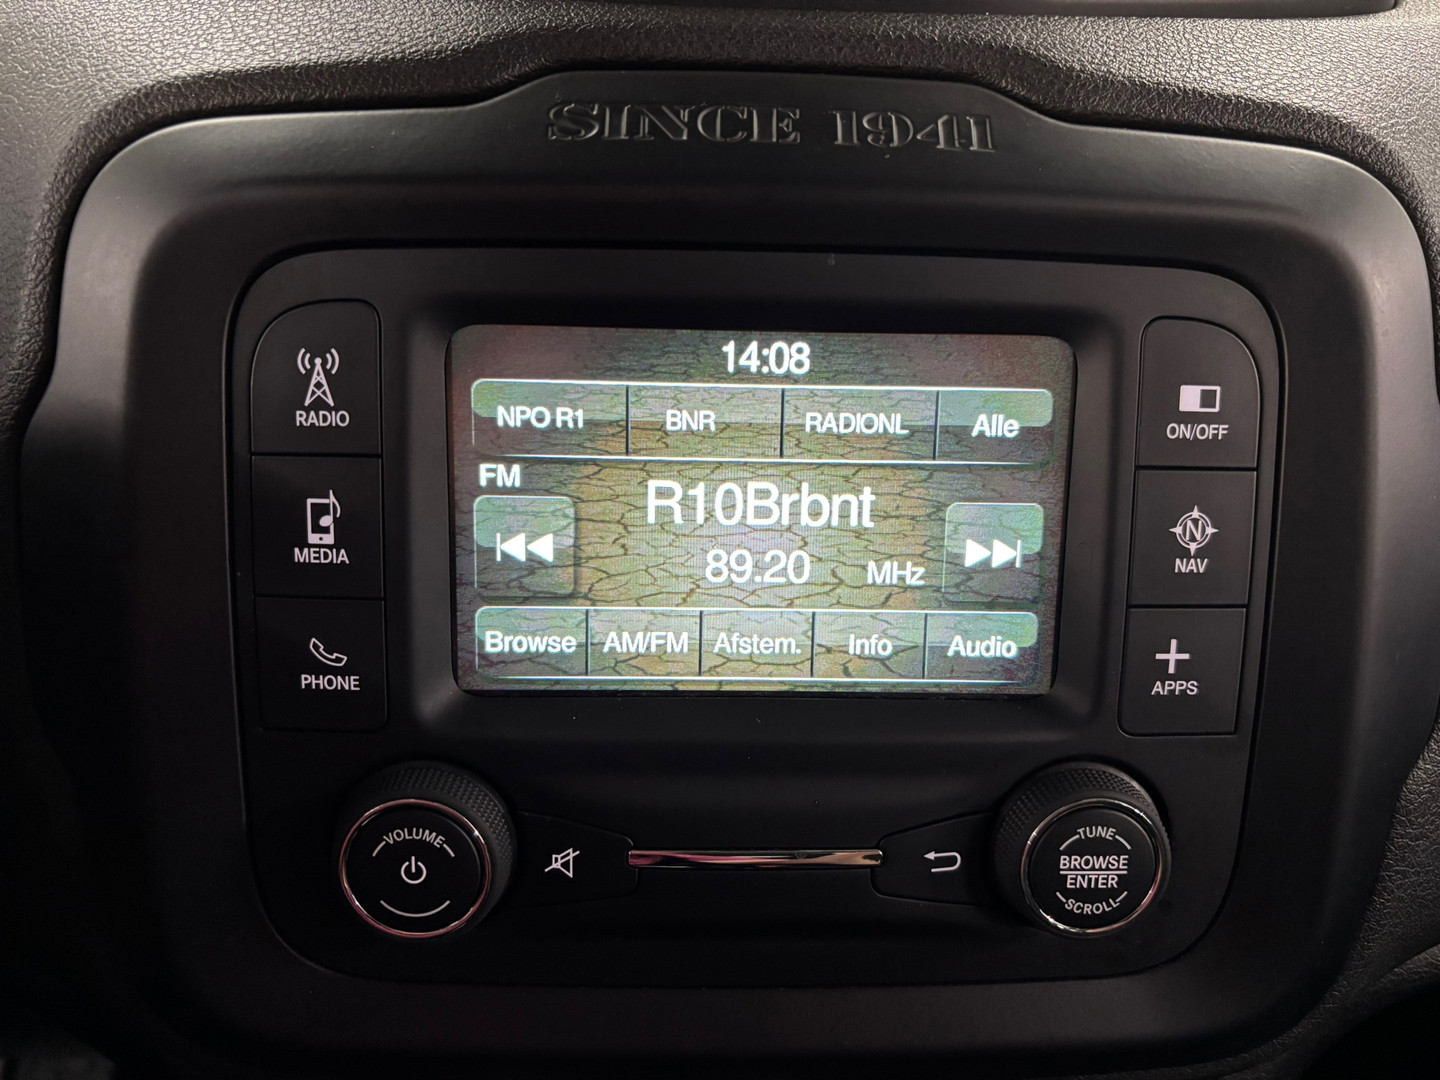 SINCE 1941
14:08
NPO R1 BNR RADIONL Alle
FM
R10Brbnt
89.20 MHz
Browse AM/FM Afstem. Info Audio
RADIO
MEDIA
PHONE
ON/OFF
N
NAV
APPS
VOLUME
TUNE
BROWSE
ENTER
SCROLL